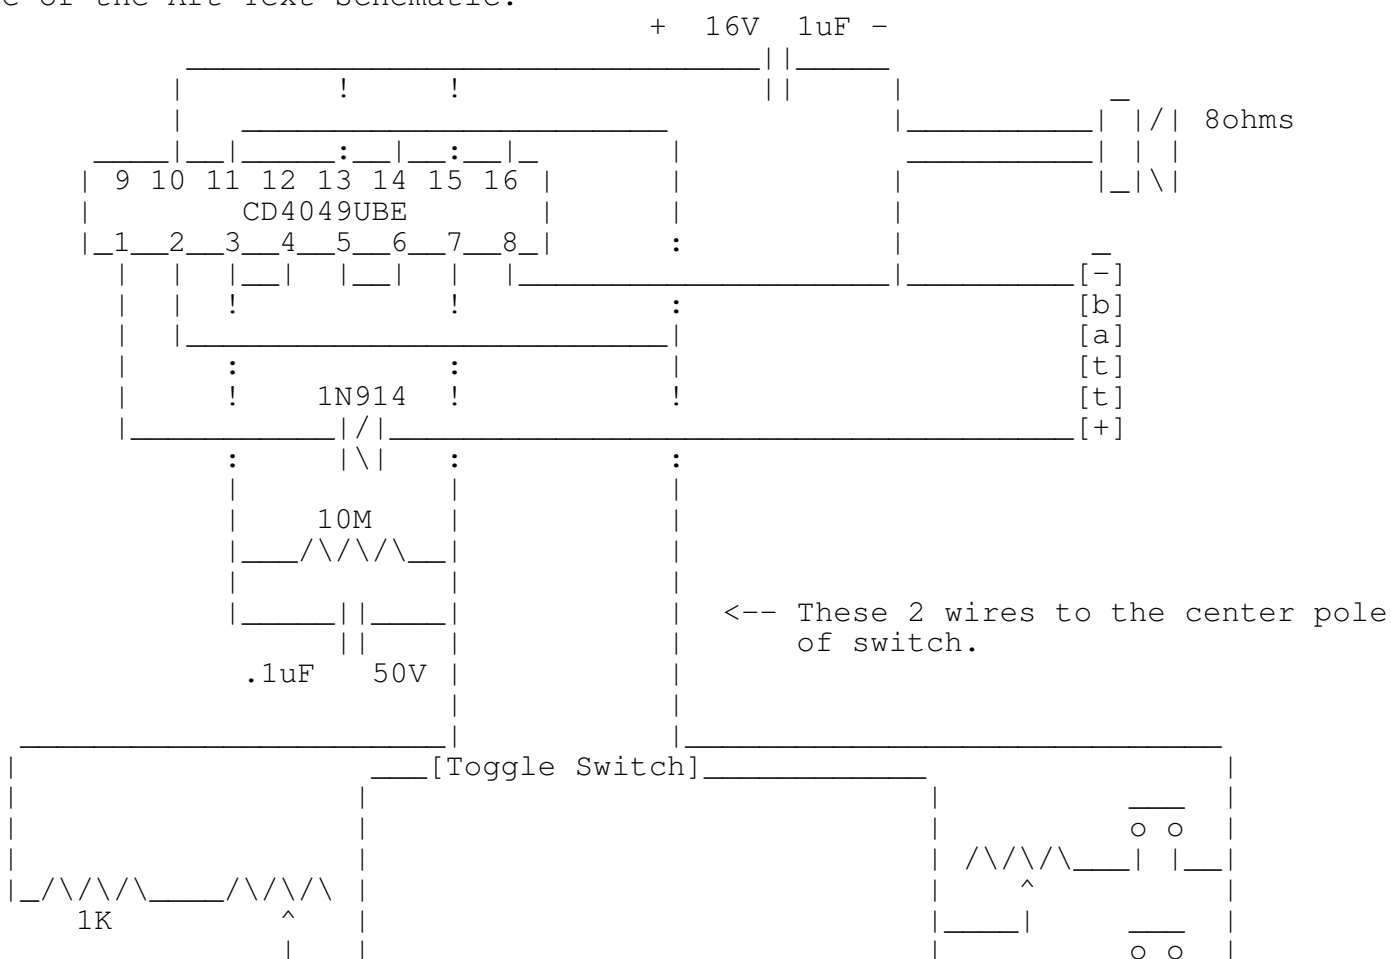 e of the Art Text Schematic.
+ 16V 1uF -
8ohms
9 10 11 12 13 14 15 16
CD4049UBE
1 2 3 4 5 6 7 8
[-]
[b]
[a]
[t]
[t]
1N914
[+]
10M
<-- These 2 wires to the center pole
of switch.
.1uF 50V
[Toggle Switch]
o o
1K
o o